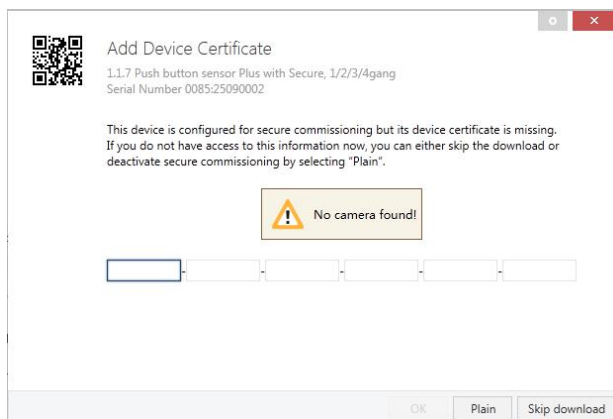 Add Device Certificate
1.1.7 Push button sensor Plus with Secure, 1/2/3/4gang
Serial Number 0085:25090002
This device is configured for secure commissioning but its device certificate is missing.
If you do not have access to this information now, you can either skip the download or
deactivate secure commissioning by selecting "Plain".
No camera found!
- - - - -
OK Plain Skip download